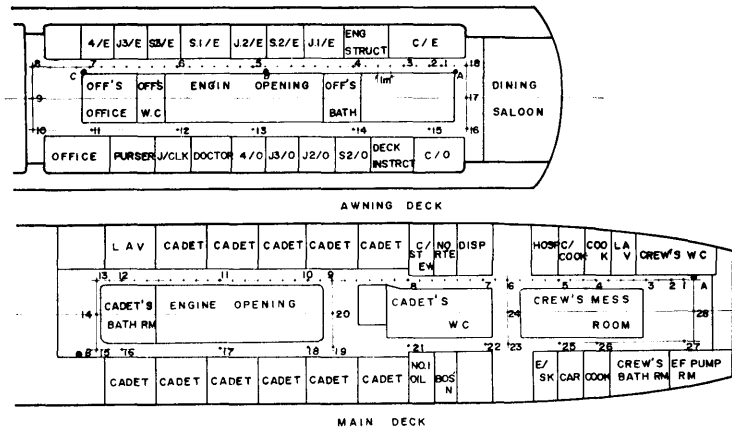 4/E J3/E S3/E S.1/E J.2/E S.2/E J.1/E ENG STRUCT C/E
8 7 6 5 4 3 2 1 18
C B 1m A
OFF'S OFFICE OFF'S W.C ENGIN OPENING OFF'S BATH
9 17 DINING SALOON
10 11 12 13 14 15 16
OFFICE PURSER J/CLK DOCTOR 4/O J3/O J2/O S2/O DECK INSTRCT C/O
AWNING DECK
LAV CADET CADET CADET CADET CADET C/STEW NO RTE DISP HOSP C/COOK COOK LAV CREW'S WC
13 12 11 10 9 8 7 6 5 4 3 2 1 A
CADET'S BATH RM ENGINE OPENING CADET'S WC CREW'S MESS ROOM
14 20 24 28
B 15 16 17 18 19 21 22 23 25 26 27
CADET CADET CADET CADET CADET CADET NO.1 OIL BOS'N E/SK CAR COOK CREW'S BATH RM EF PUMP RM
MAIN DECK